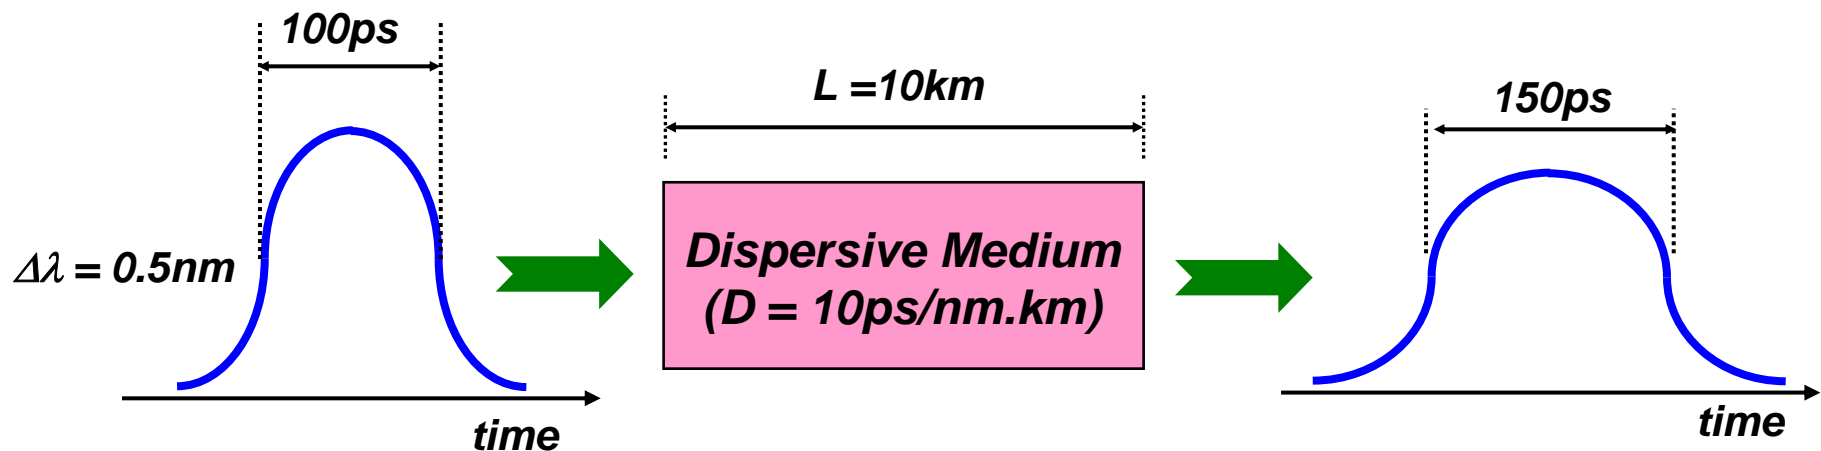 100ps
L =10km
150ps
Δλ = 0.5nm
Dispersive Medium
(D = 10ps/nm.km)
time
time